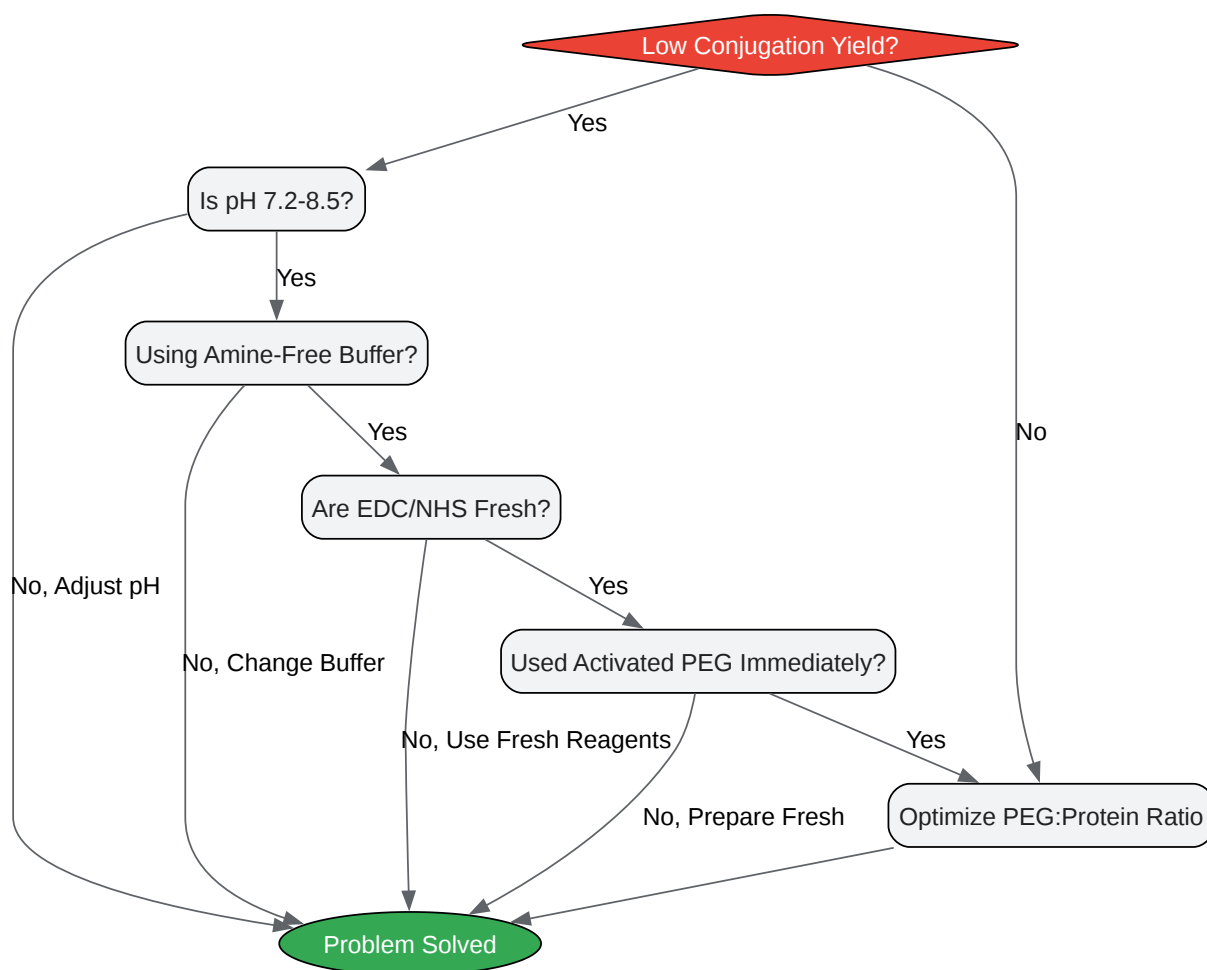 Low Conjugation Yield?
Yes
Is pH 7.2-8.5?
Yes
Using Amine-Free Buffer?
Yes
No
Are EDC/NHS Fresh?
No, Adjust pH
Yes
No, Change Buffer
Used Activated PEG Immediately?
No, Use Fresh Reagents
Yes
No, Prepare Fresh
Optimize PEG:Protein Ratio
Problem Solved